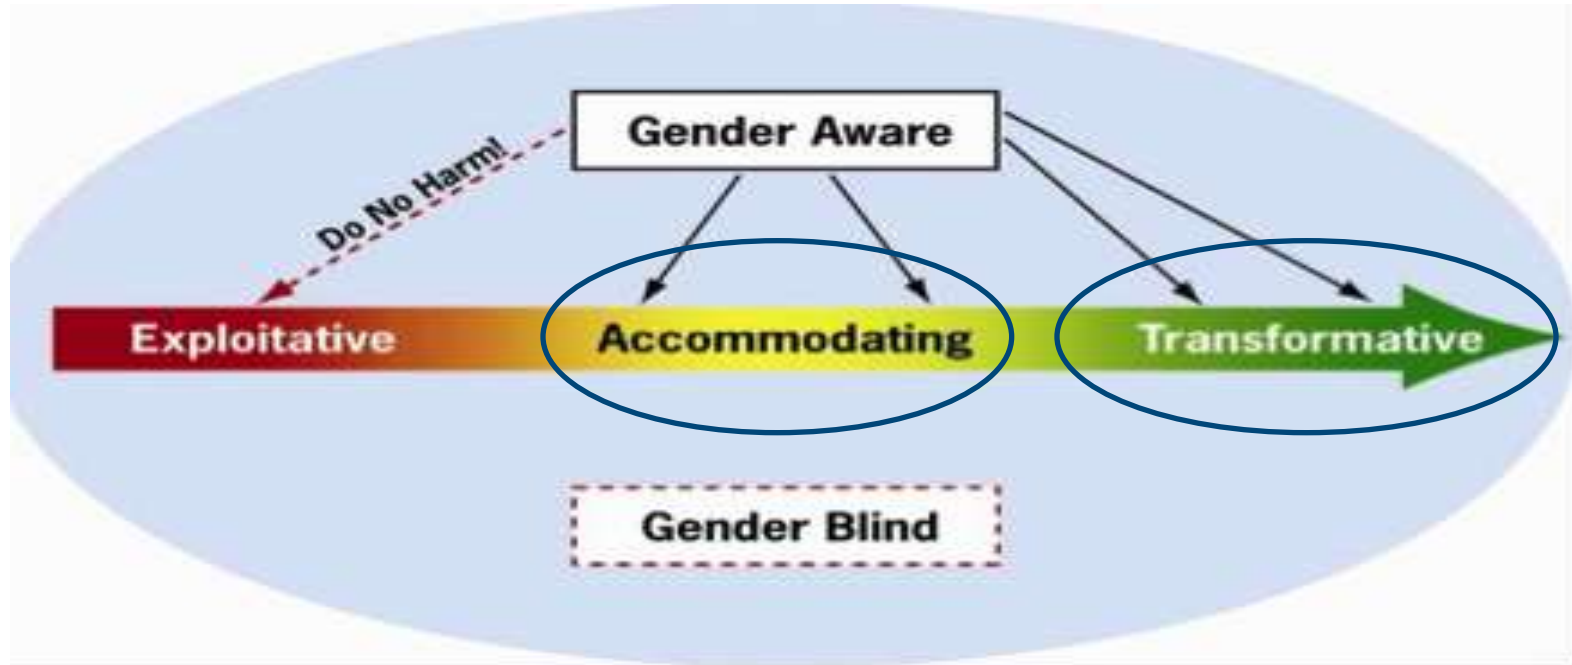 Gender Aware
Do No Harm!
Exploitative
Accommodating
Transformative
Gender Blind